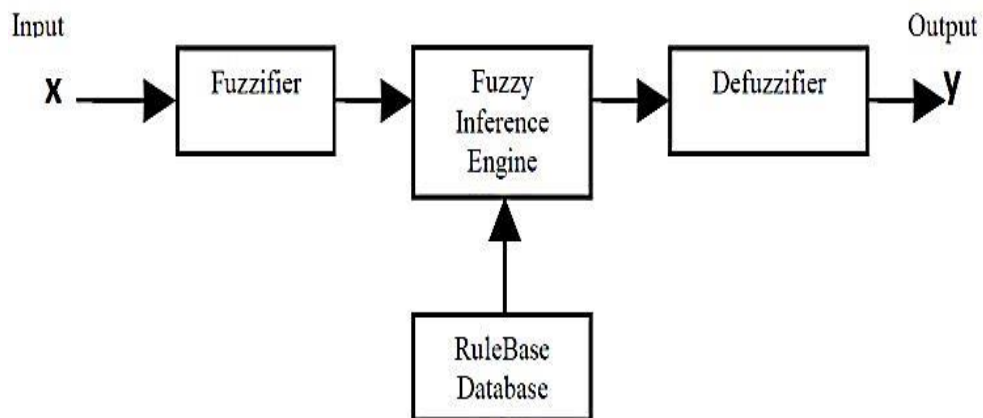 Input
Output
x
Fuzzifier
Fuzzy
Inference
Engine
Defuzzifier
y
RuleBase
Database